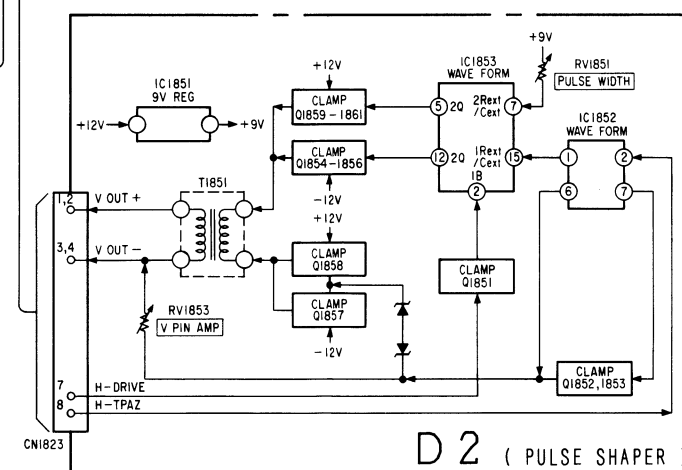 +9V
IC1853
WAVE FORM
RV1851
PULSE WIDTH
IC1851
9V REG
+12V
+9V
+12V
CLAMP
Q1859-1861
5 2Q
2Rext
/Cext
7
IC1852
WAVE FORM
CLAMP
Q1854-1856
12 2Q
1Rext
/Cext
15
1B
2
1
2
6
7
-12V
+12V
T1851
1,2
V OUT +
3,4
V OUT -
CLAMP
Q1858
CLAMP
Q1857
-12V
CLAMP
Q1851
RV1853
V PIN AMP
CLAMP
Q1852,1853
7
H-DRIVE
8
H-TPAZ
CN1823
D2 ( PULSE SHAPER )